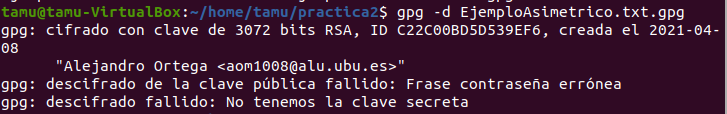 tamu@tamu-VirtualBox:~/home/tamu/practica2$ gpg -d EjemploAsimetrico.txt.gpg
gpg: cifrado con clave de 3072 bits RSA, ID C22C00BD5D539EF6, creada el 2021-04-
08
"Alejandro Ortega <aom1008@alu.ubu.es>"
gpg: descifrado de la clave pública fallido: Frase contraseña errónea
gpg: descifrado fallido: No tenemos la clave secreta